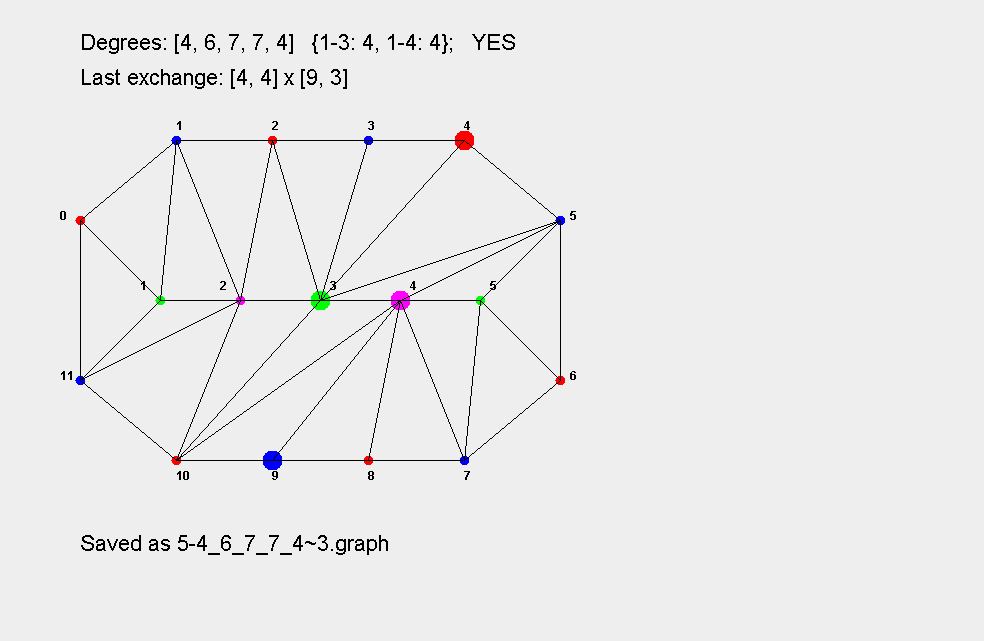 Degrees: [4, 6, 7, 7, 4]   {1-3: 4, 1-4: 4};   YES
Last exchange: [4, 4] x [9, 3]
1 2 3 4
0 5
1 2 3 4 5
11 6
10 9 8 7
Saved as 5-4_6_7_7_4~3.graph